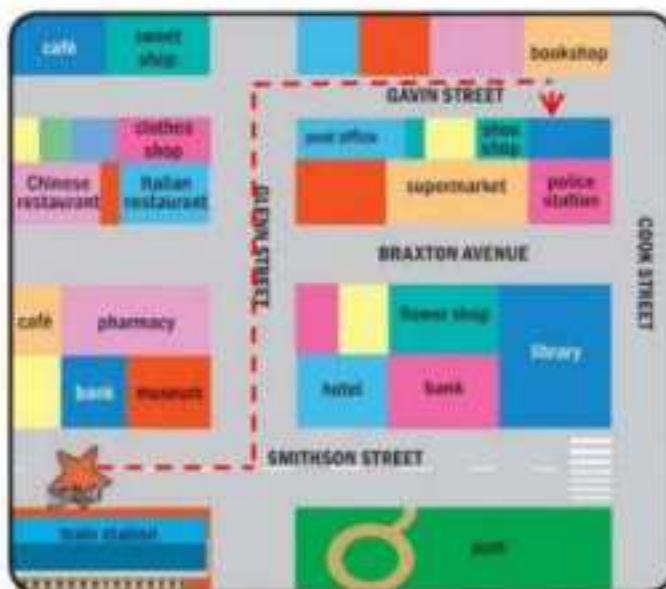 café
sweet
shop
bookshop
GAVIN STREET
clothes
shop
post office
shoe
shop
Chinese
restaurant
Italian
restaurant
supermarket
police
station
GLENN STREET
BRAXTON AVENUE
COOK STREET
café
pharmacy
flower shop
library
bank
museum
hotel
bank
SMITHSON STREET
train station
park